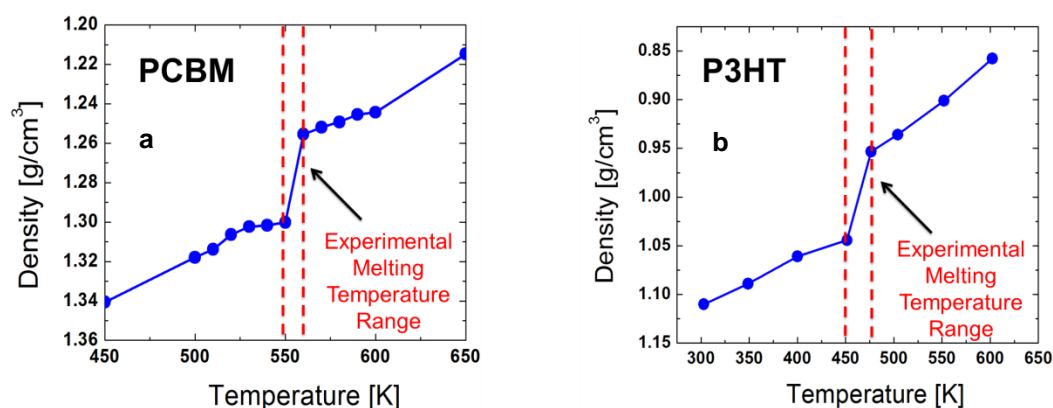 1.20
1.22
1.24
1.26
1.28
1.30
1.32
1.34
1.36
Density [g/cm³]
PCBM
a
Experimental
Melting
Temperature
Range
450
500
550
600
650
Temperature [K]
0.85
0.90
0.95
1.00
1.05
1.10
1.15
Density [g/cm³]
P3HT
b
Experimental
Melting
Temperature
Range
300
350
400
450
500
550
600
650
Temperature [K]